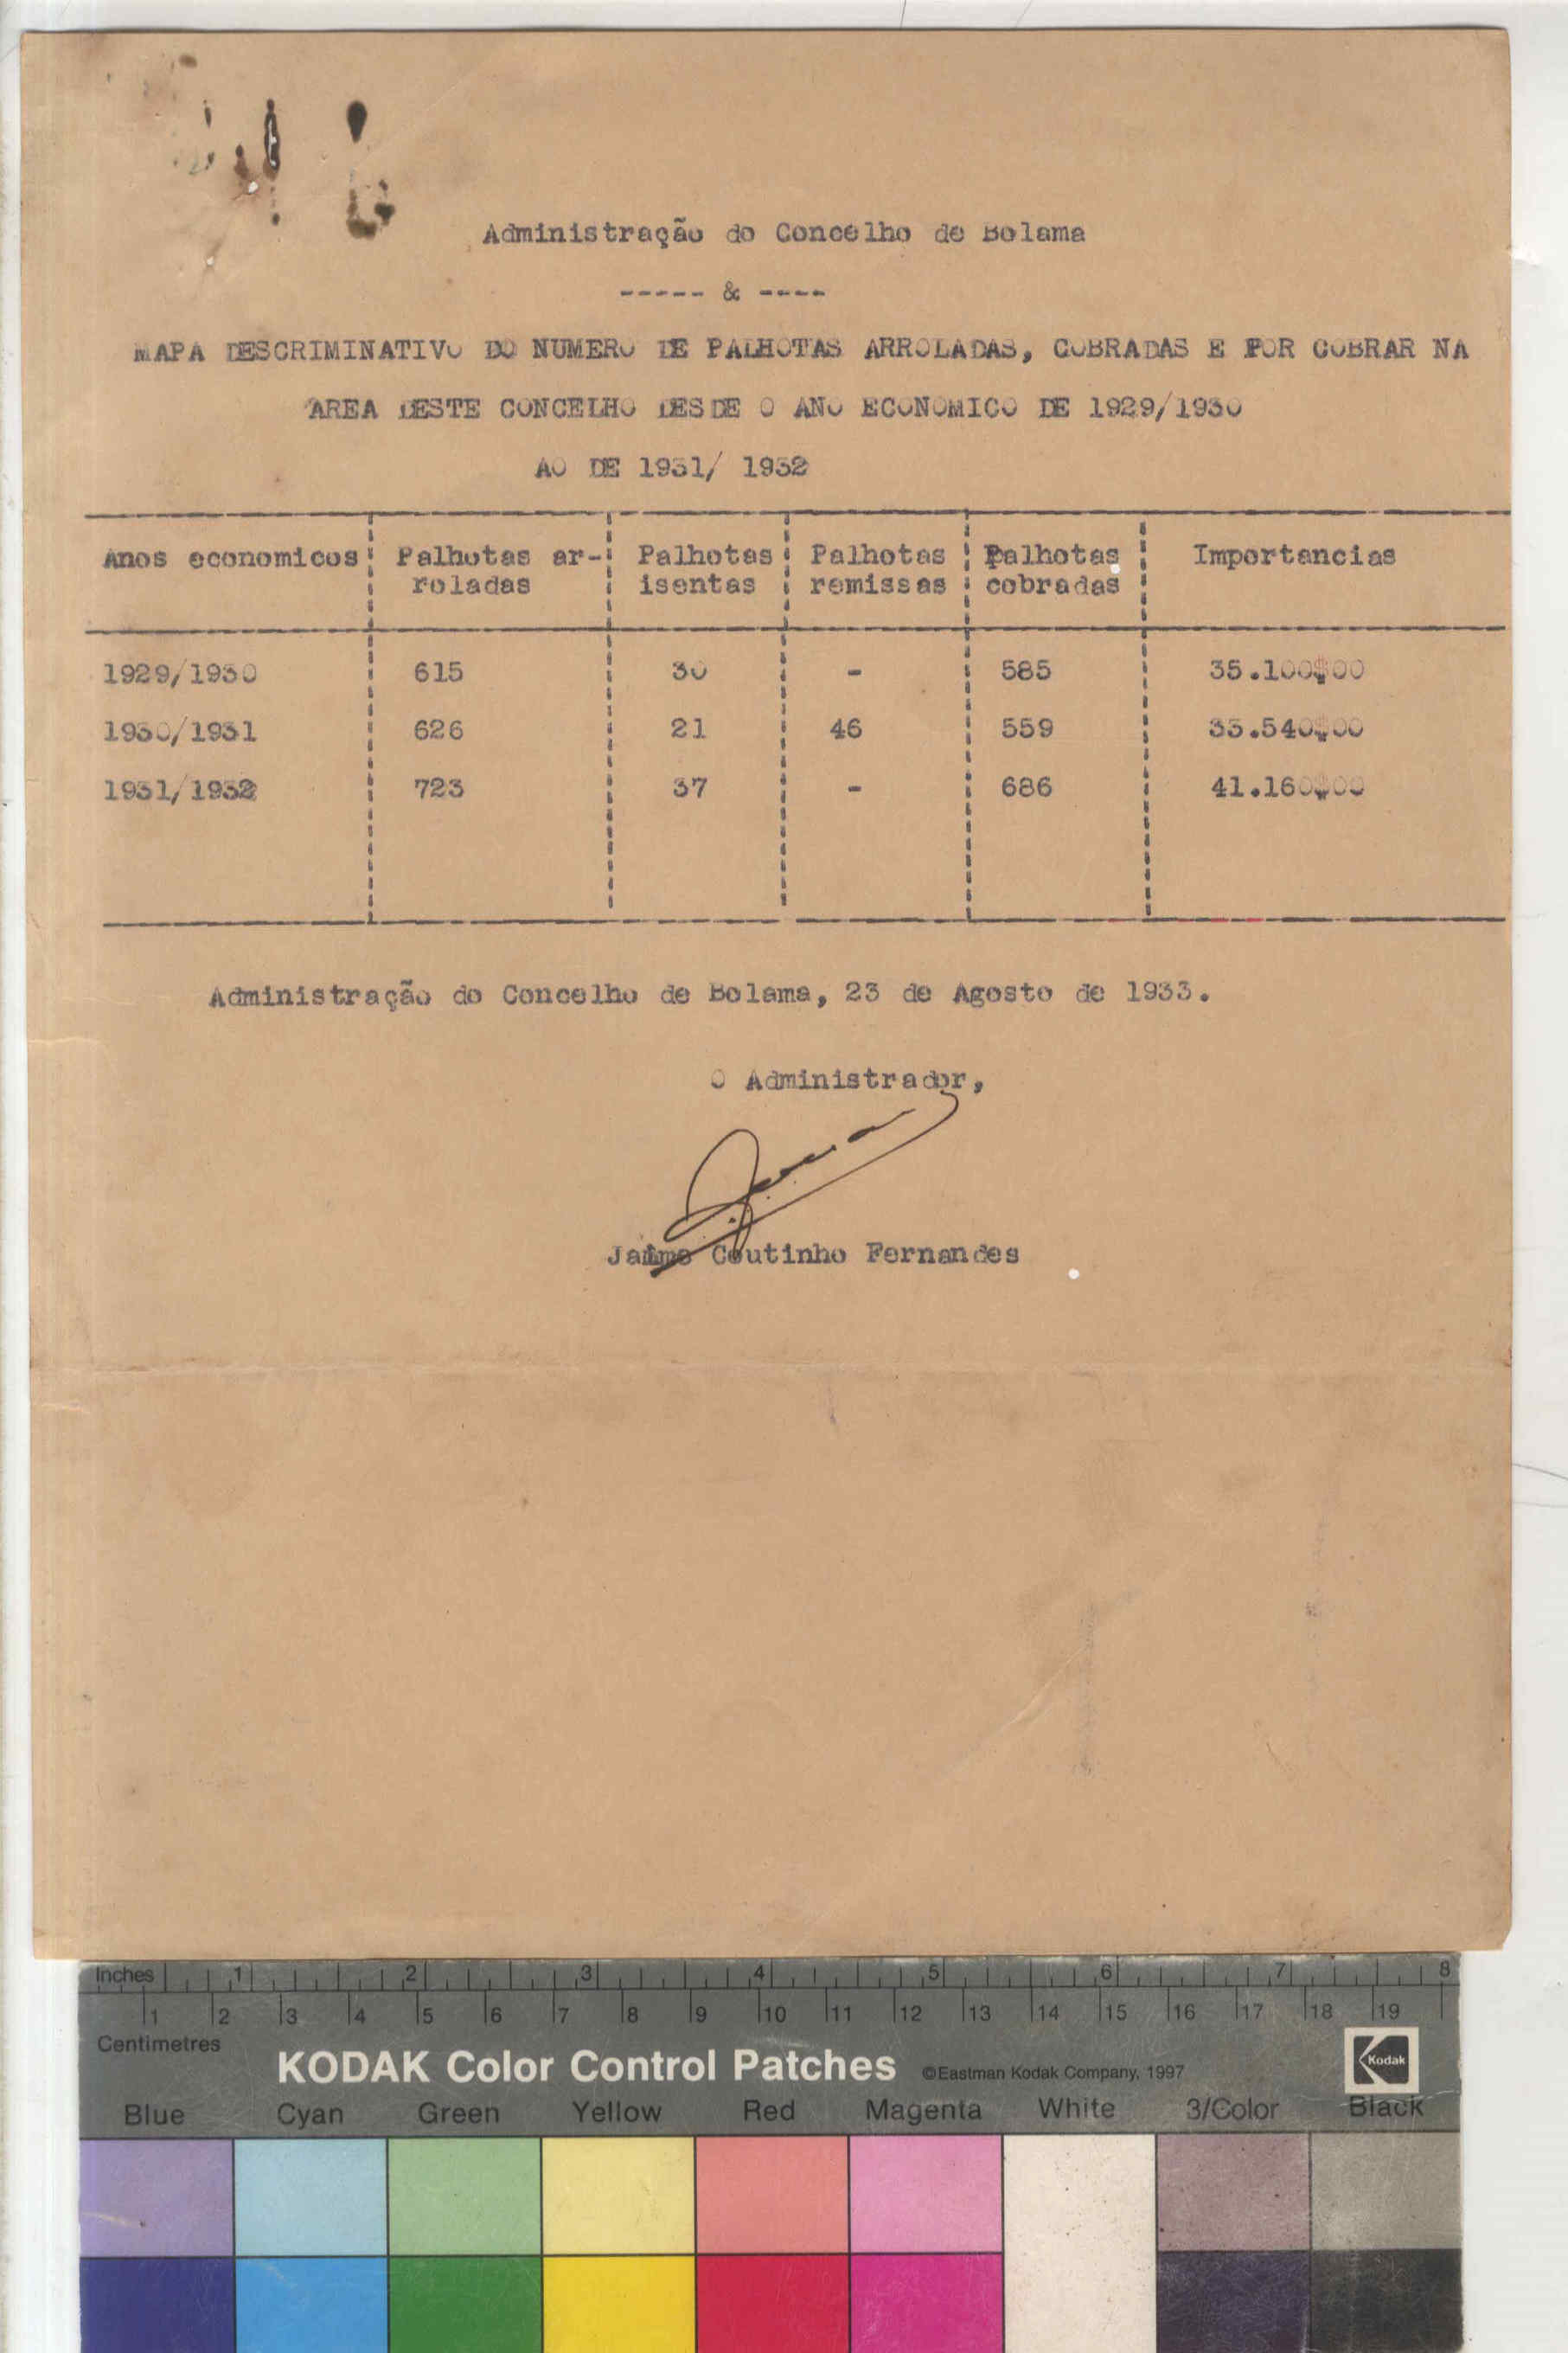 Administração do Concelho de Bolama
----- & ----
MAPA DESCRIMINATIVO DO NUMERO DE PALHOTAS ARROLADAS, COBRADAS E POR COBRAR NA
AREA DESTE CONCELHO DESDE O ANO ECONOMICO DE 1929/1930
AO DE 1931/ 1932
Anos economicos Palhotas ar- Palhotas Palhotas Palhotas Importancias
roladas isentas remissas cobradas
1929/1930 615 30 - 585 35.100$00
1930/1931 626 21 46 559 33.540$00
1931/1932 723 37 - 686 41.160$00
Administração do Concelho de Bolama, 23 de Agosto de 1933.
O Administrador,
Jaime Coutinho Fernandes
Inches 1 2 3 4 5 6 7 8
1 2 3 4 5 6 7 8 9 10 11 12 13 14 15 16 17 18 19
Centimetres
KODAK Color Control Patches ©Eastman Kodak Company, 1997 Kodak
Blue Cyan Green Yellow Red Magenta White 3/Color Black